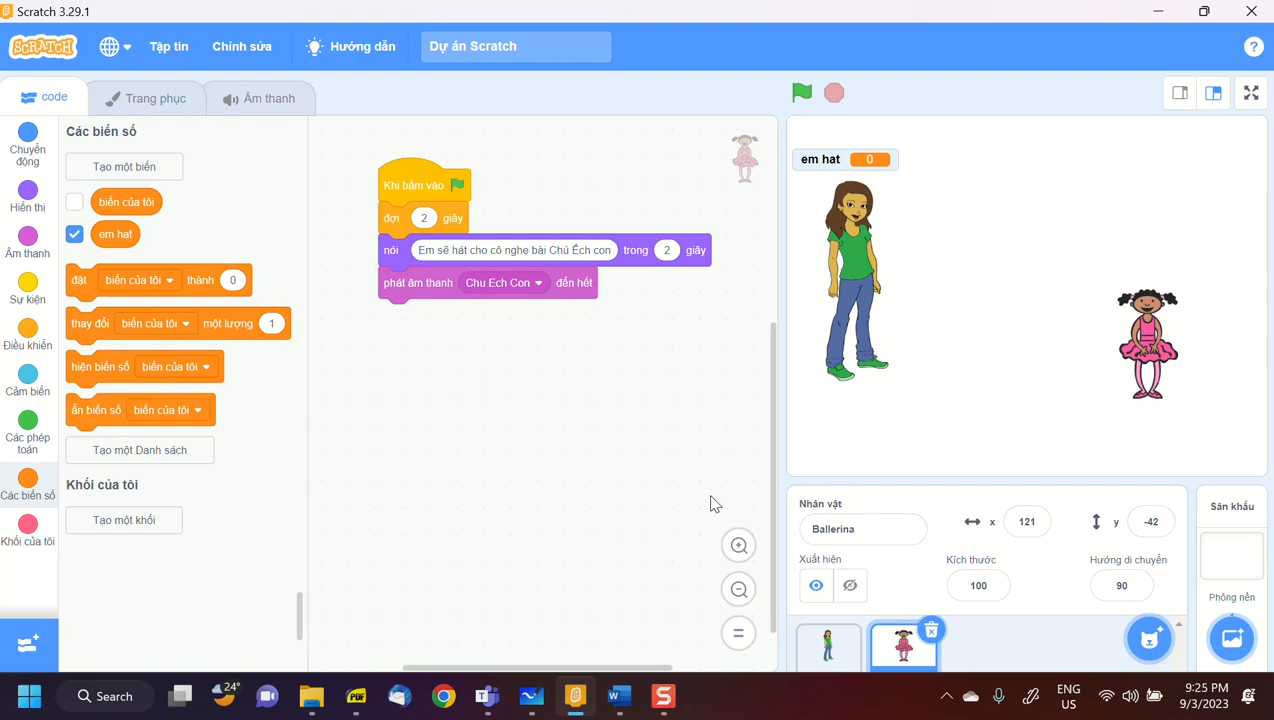 Scratch 3.29.1
SCRATCH
Tập tin
Chỉnh sửa
Hướng dẫn
Dự án Scratch
?
code
Trang phục
Âm thanh
Chuyển động
Hiển thị
Âm thanh
Sự kiện
Điều khiển
Cảm biến
Các phép toán
Các biến số
Khối của tôi
Các biến số
Tạo một biến
biến của tôi
em hat
đặt biến của tôi thành 0
thay đổi biến của tôi một lượng 1
hiện biến số biến của tôi
ẩn biến số biến của tôi
Tạo một Danh sách
Khối của tôi
Tạo một khối
Khi bấm vào
đợi 2 giây
nói Em sẽ hát cho cô nghe bài Chú Ếch con trong 2 giây
phát âm thanh Chu Ech Con đến hết
em hat 0
Nhân vật
Ballerina
x 121
y -42
Xuất hiện
Kích thước
100
Hướng di chuyển
90
Sân khấu
Phông nền
Search
24°
PDF
ENG
US
9:25 PM
9/3/2023